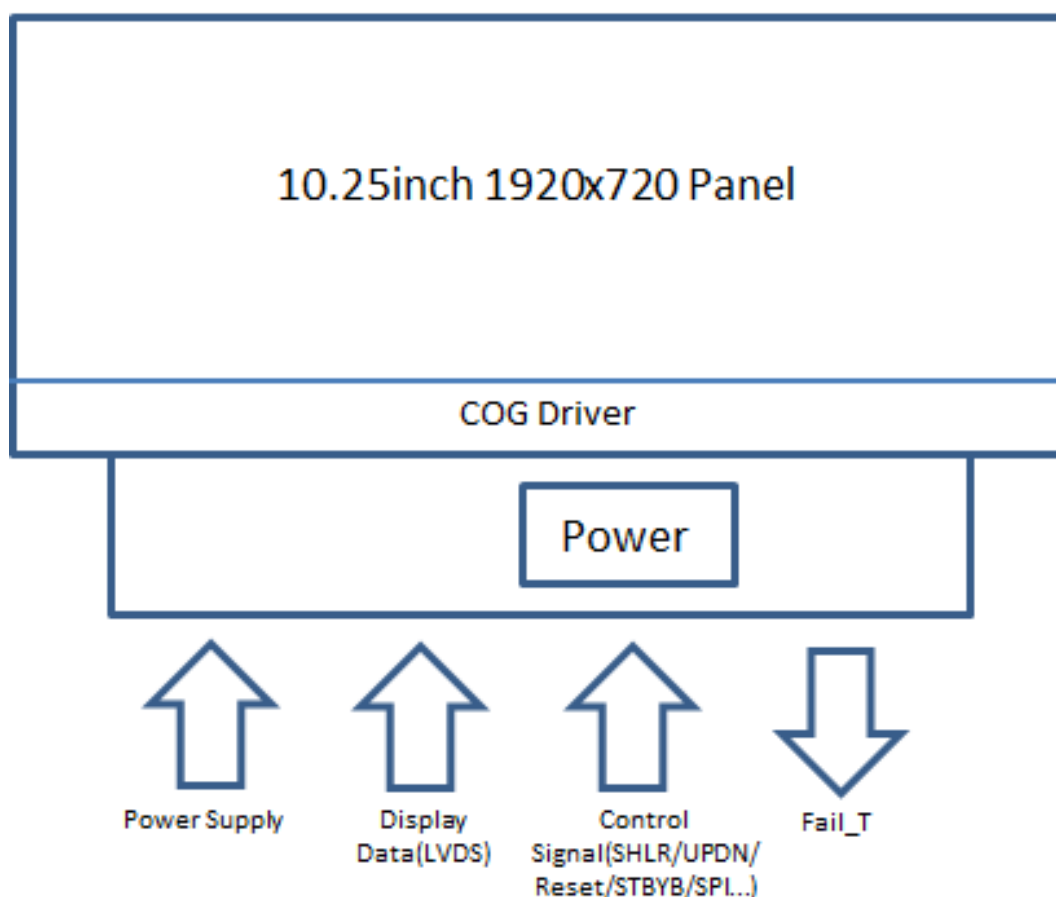 10.25inch 1920x720 Panel
COG Driver
Power
Power Supply
Display
Data(LVDS)
Control
Signal(SHLR/UPDN/
Reset/STBYB/SPI...)
Fail_T